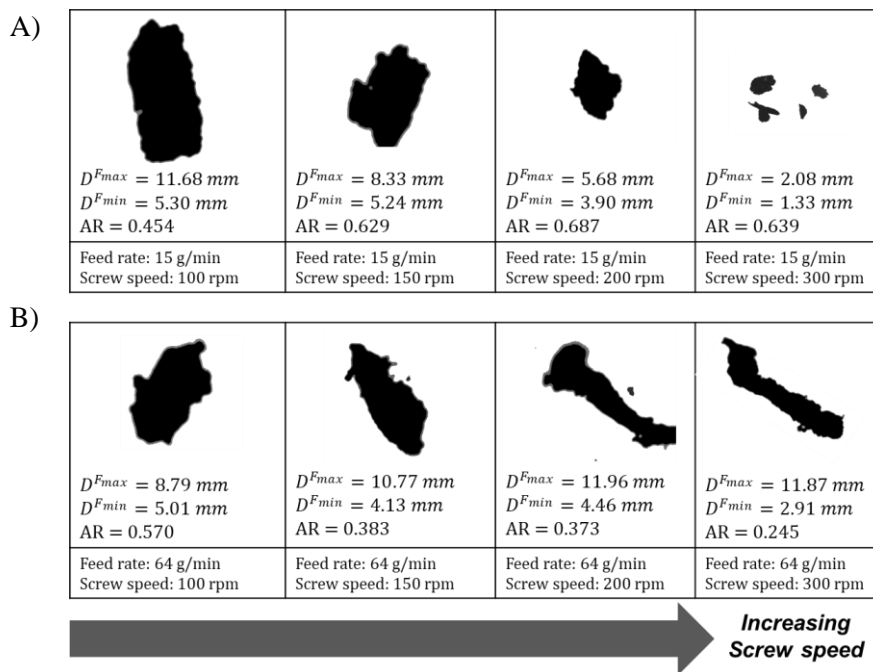 A)
D^Fmax = 11.68 mm
D^Fmin = 5.30 mm
AR = 0.454
D^Fmax = 8.33 mm
D^Fmin = 5.24 mm
AR = 0.629
D^Fmax = 5.68 mm
D^Fmin = 3.90 mm
AR = 0.687
D^Fmax = 2.08 mm
D^Fmin = 1.33 mm
AR = 0.639
Feed rate: 15 g/min
Screw speed: 100 rpm
Feed rate: 15 g/min
Screw speed: 150 rpm
Feed rate: 15 g/min
Screw speed: 200 rpm
Feed rate: 15 g/min
Screw speed: 300 rpm
B)
D^Fmax = 8.79 mm
D^Fmin = 5.01 mm
AR = 0.570
D^Fmax = 10.77 mm
D^Fmin = 4.13 mm
AR = 0.383
D^Fmax = 11.96 mm
D^Fmin = 4.46 mm
AR = 0.373
D^Fmax = 11.87 mm
D^Fmin = 2.91 mm
AR = 0.245
Feed rate: 64 g/min
Screw speed: 100 rpm
Feed rate: 64 g/min
Screw speed: 150 rpm
Feed rate: 64 g/min
Screw speed: 200 rpm
Feed rate: 64 g/min
Screw speed: 300 rpm
Increasing
Screw speed